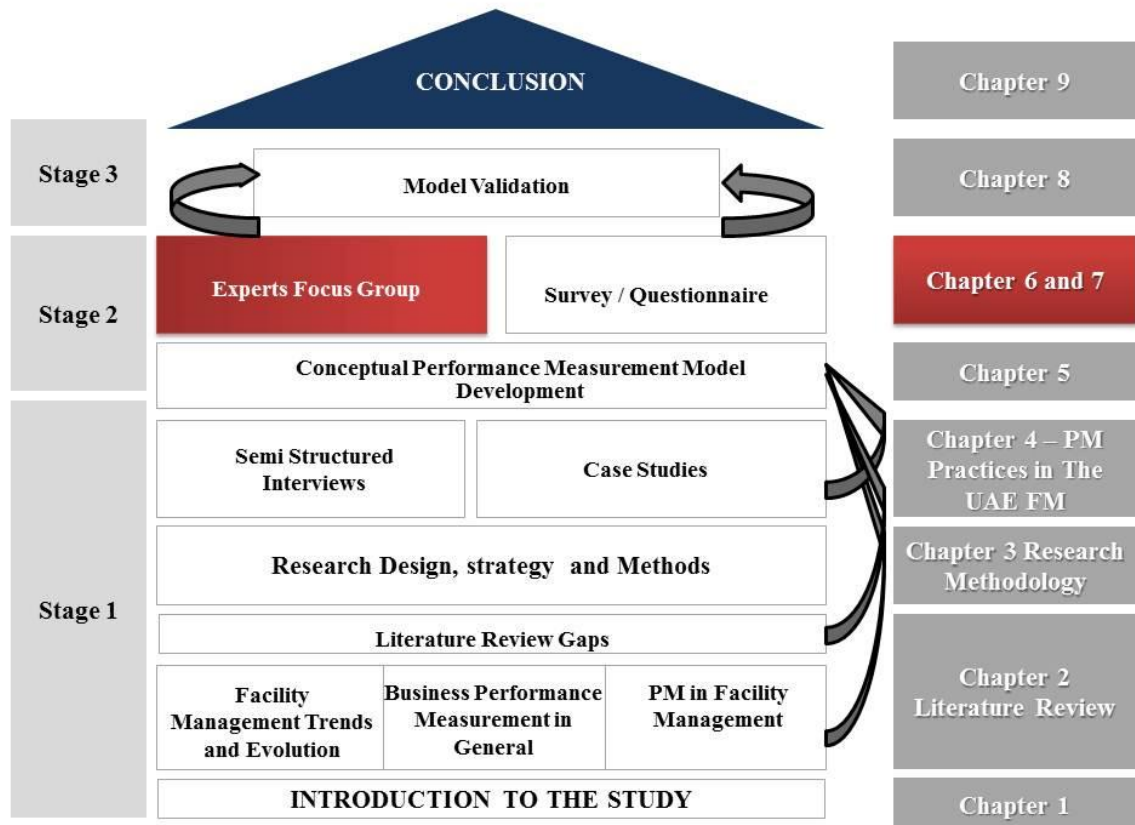 CONCLUSION
Chapter 9
Stage 3
Model Validation
Chapter 8
Stage 2
Experts Focus Group
Survey / Questionnaire
Chapter 6 and 7
Conceptual Performance Measurement Model
Development
Chapter 5
Stage 1
Semi Structured
Interviews
Case Studies
Chapter 4 – PM
Practices in The
UAE FM
Research Design, strategy and Methods
Chapter 3 Research
Methodology
Literature Review Gaps
Facility
Management Trends
and Evolution
Business Performance
Measurement in
General
PM in Facility
Management
Chapter 2
Literature Review
INTRODUCTION TO THE STUDY
Chapter 1